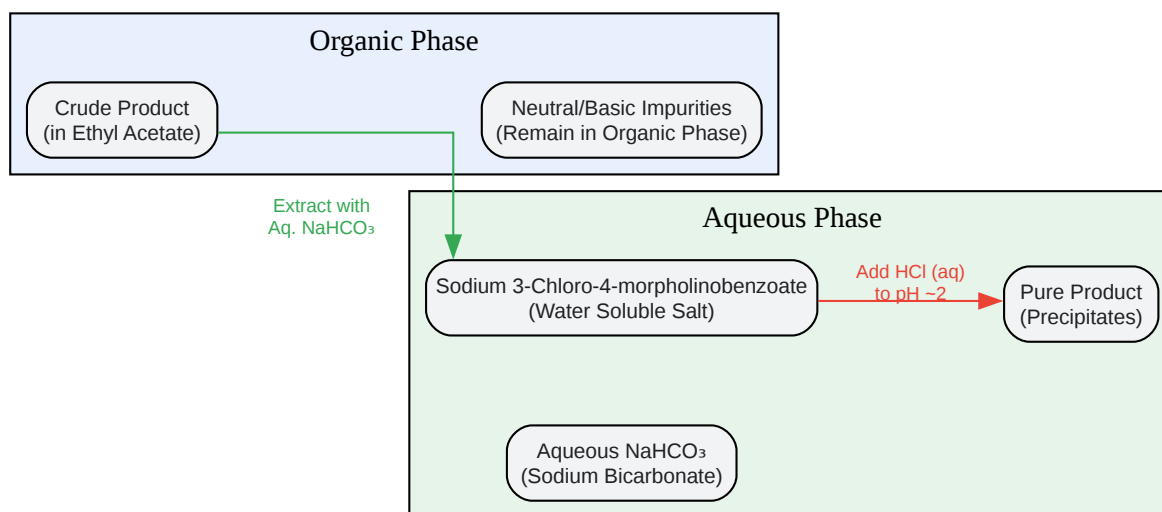 Organic Phase
Crude Product
(in Ethyl Acetate)
Neutral/Basic Impurities
(Remain in Organic Phase)
Extract with
Aq. NaHCO₃
Aqueous Phase
Sodium 3-Chloro-4-morpholinobenzoate
(Water Soluble Salt)
Add HCl (aq)
to pH ~2
Pure Product
(Precipitates)
Aqueous NaHCO₃
(Sodium Bicarbonate)